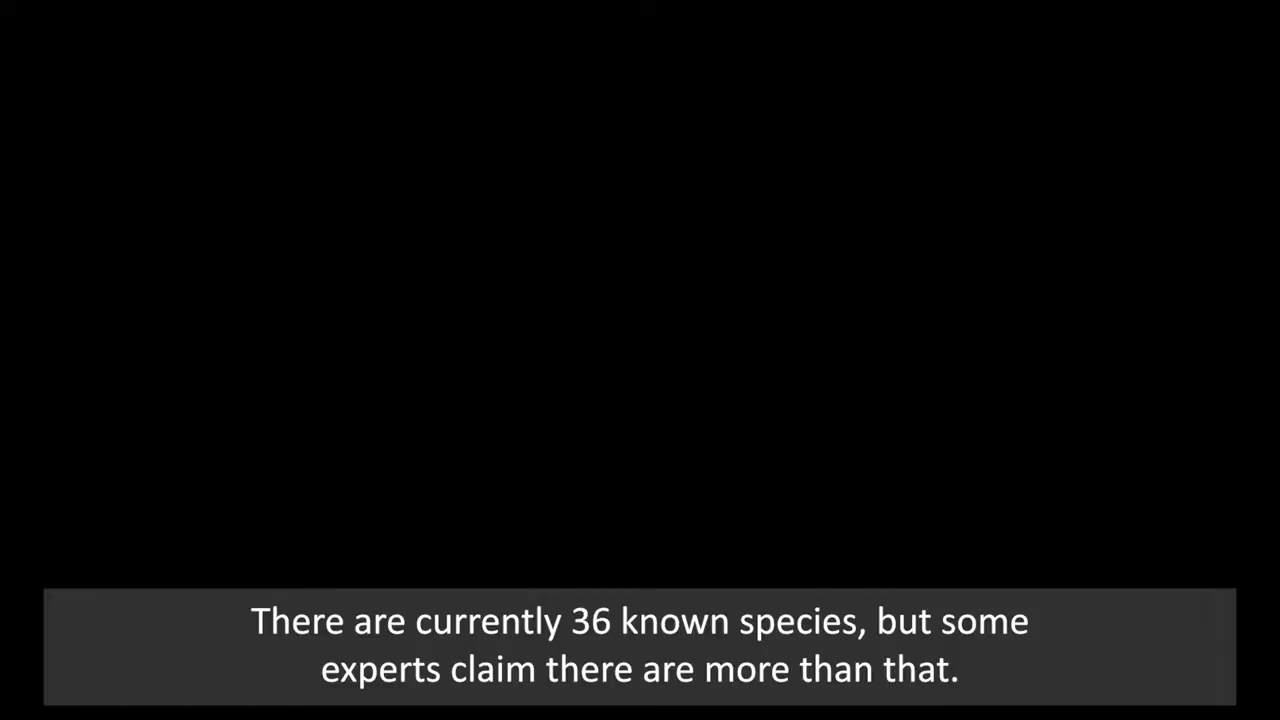 There are currently 36 known species, but some
experts claim there are more than that.